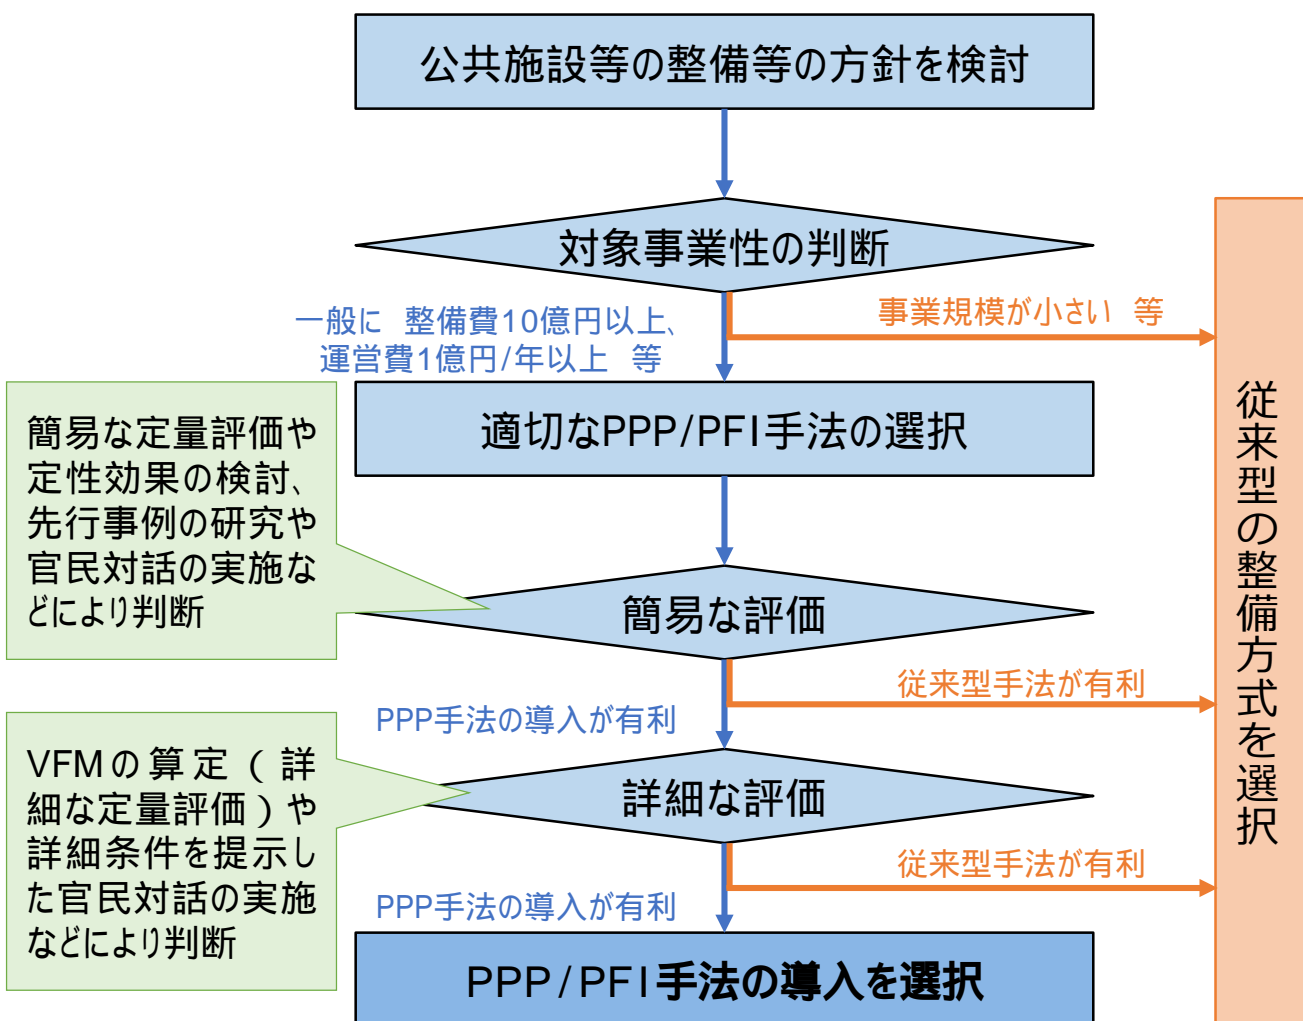 公共施設等の整備等の方針を検討
対象事業性の判断
一般に 整備費10億円以上、
運営費1億円/年以上 等
事業規模が小さい 等
適切なPPP/PFI手法の選択
簡易な定量評価や
定性効果の検討、
先行事例の研究や
官民対話の実施な
どにより判断
簡易な評価
従来型手法が有利
PPP手法の導入が有利
VFMの算定(詳
細な定量評価)や
詳細条件を提示し
た官民対話の実施
などにより判断
詳細な評価
従来型手法が有利
PPP手法の導入が有利
PPP/PFI手法の導入を選択
従来型の整備方式を選択